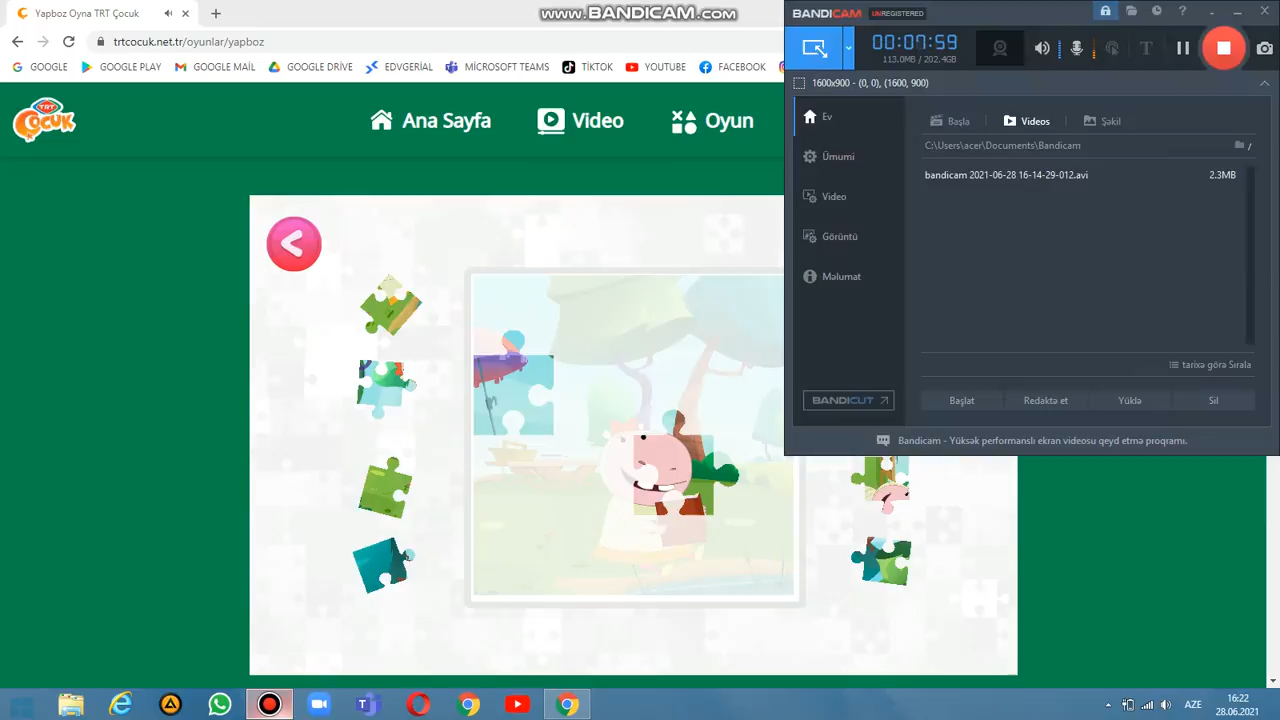 Yapboz Oyna TRT Çocuk
www.BANDICAM.com
trtcocuk.net.tr/oyunlar/yapboz
GOOGLE GOOGLE PLAY GOOGLE MAİL GOOGLE DRİVE EDVGERİAL MİCROSOFT TEAMS TİKTOK YOUTUBE FACEBOOK
TRT
ÇOCUK
Ana Sayfa Video Oyun
BANDICAM UNREGISTERED
00:07:59
113.0MB / 202.4GB
1600x900 - (0, 0), (1600, 900)
Ev
Ümumi
Video
Görüntü
Məlumat
BANDICUT
Başla Videos Şəkil
C:\Users\acer\Documents\Bandicam
bandicam 2021-06-28 16-14-29-012.avi 2.3MB
tarixə görə Sırala
Başlat Redaktə et Yüklə Sil
Bandicam - Yüksək performanslı ekran videosu qeyd etmə proqramı.
AZE
16:22
28.06.2021